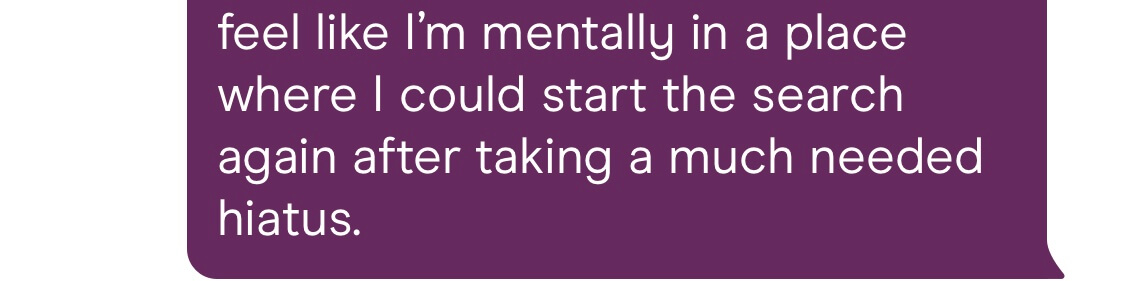 feel like I’m mentally in a place
where I could start the search
again after taking a much needed
hiatus.